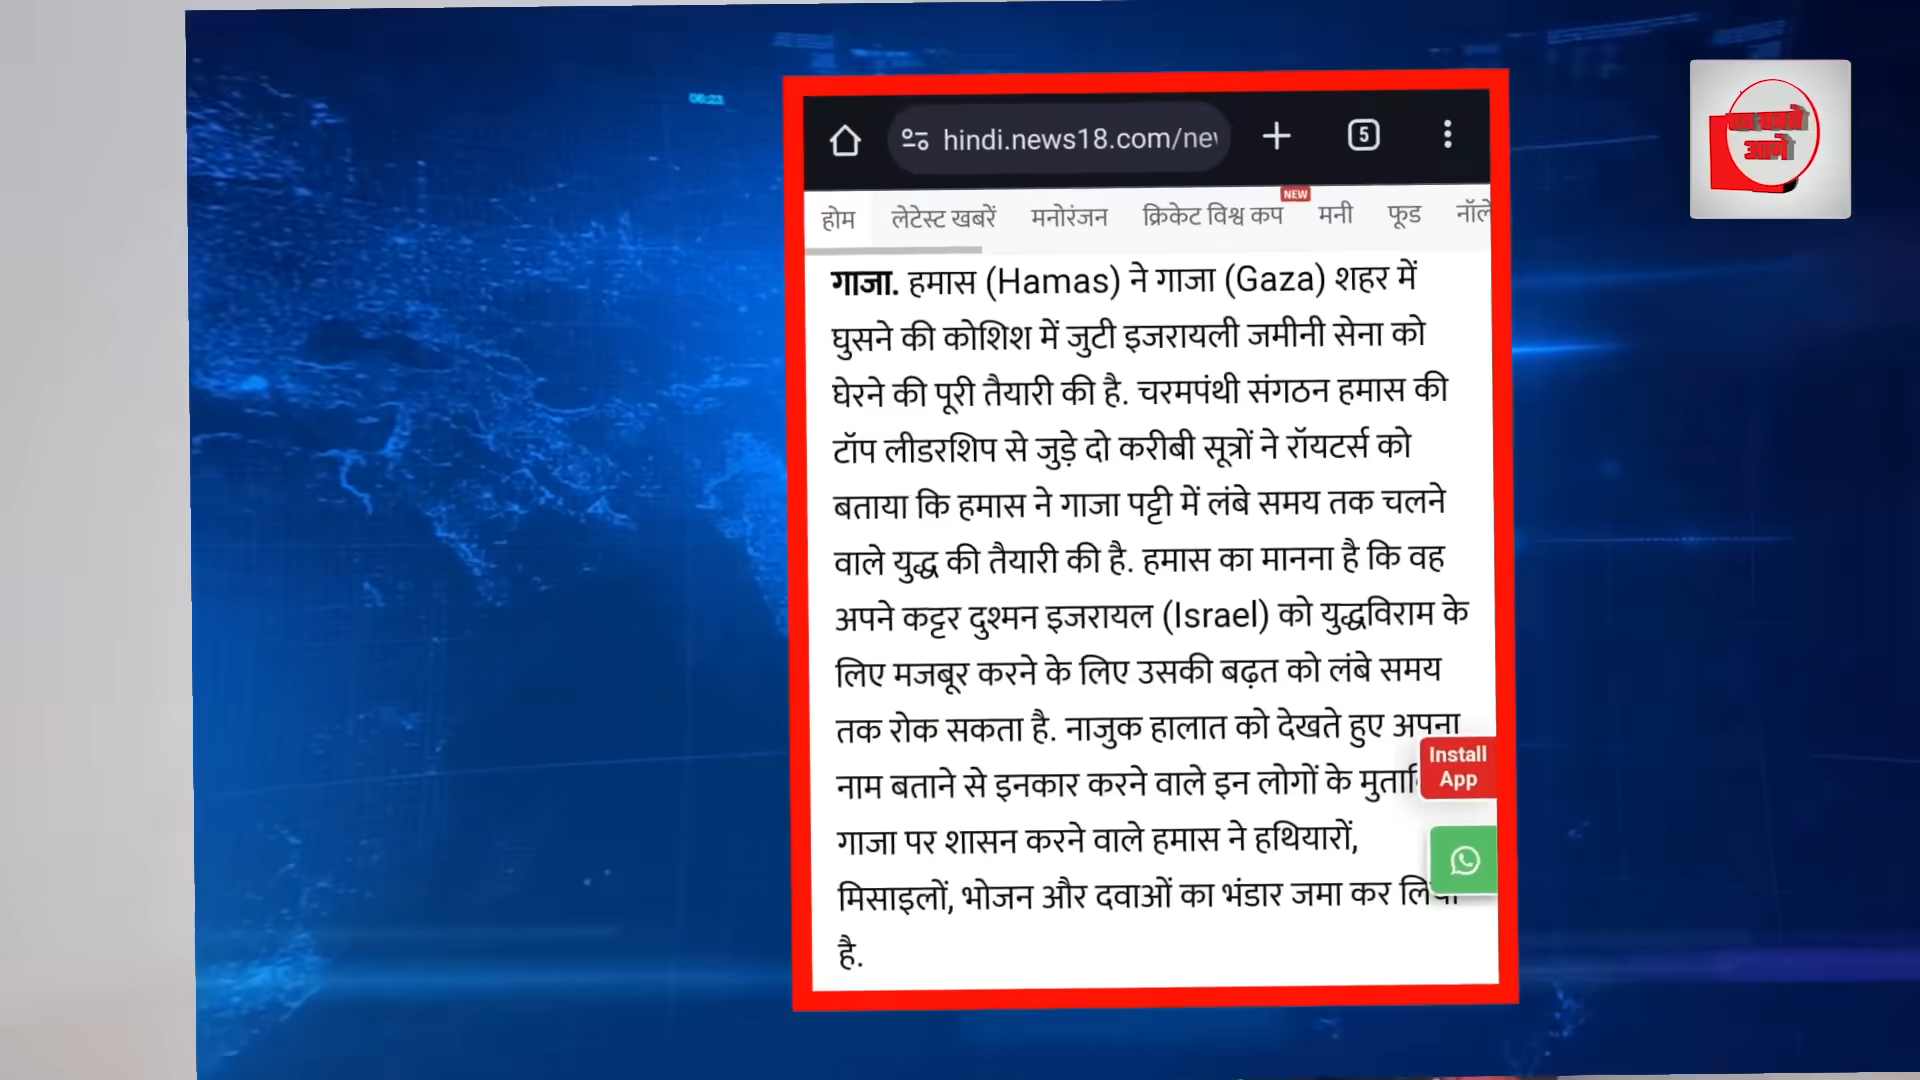 hindi.news18.com/ne
5
NEW
होम लेटेस्ट खबरें मनोरंजन क्रिकेट विश्व कप मनी फूड
गाजा. हमास (Hamas) ने गाजा (Gaza) शहर में
घुसने की कोशिश में जुटी इजरायली जमीनी सेना को
घेरने की पूरी तैयारी की है. चरमपंथी संगठन हमास की
टॉप लीडरशिप से जुड़े दो करीबी सूत्रों ने रॉयटर्स को
बताया कि हमास ने गाजा पट्टी में लंबे समय तक चलने
वाले युद्ध की तैयारी की है. हमास का मानना है कि वह
अपने कट्टर दुश्मन इजरायल (Israel) को युद्धविराम के
लिए मजबूर करने के लिए उसकी बढ़त को लंबे समय
तक रोक सकता है. नाजुक हालात को देखते हुए अपना
नाम बताने से इनकार करने वाले इन लोगों के
गाजा पर शासन करने वाले हमास ने हथियारों,
मिसाइलों, भोजन और दवाओं का भंडार जमा कर
है.
Install
App
आगे